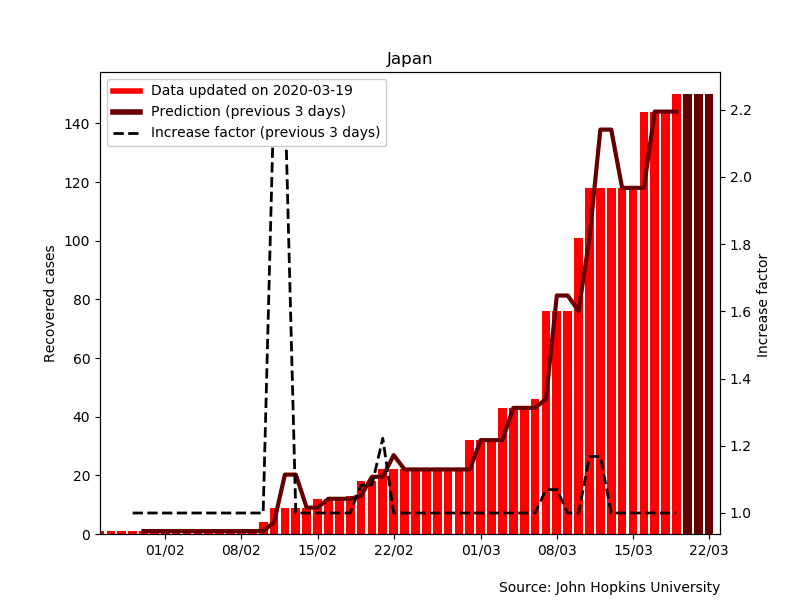 Japan
Data updated on 2020-03-19
Prediction (previous 3 days)
Increase factor (previous 3 days)
Recovered cases
0
20
40
60
80
100
120
140
Increase factor
1.0
1.2
1.4
1.6
1.8
2.0
2.2
01/02 08/02 15/02 22/02 01/03 08/03 15/03 22/03
Source: John Hopkins University